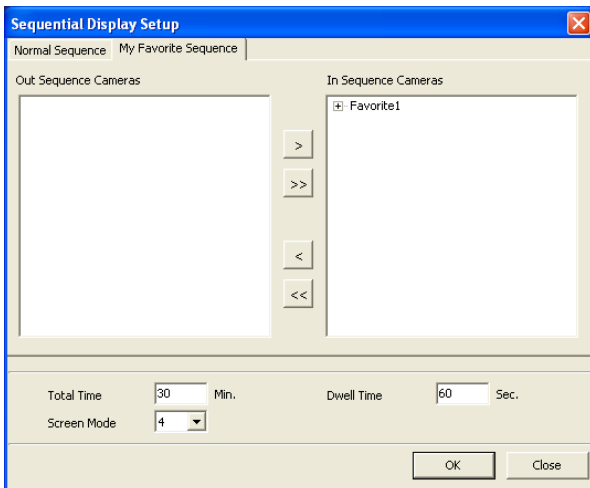 Sequential Display Setup
Normal Sequence My Favorite Sequence
Out Sequence Cameras In Sequence Cameras
Favorite1
>
>>
<
<<
Total Time 30 Min. Dwell Time 60 Sec.
Screen Mode 4
OK Close